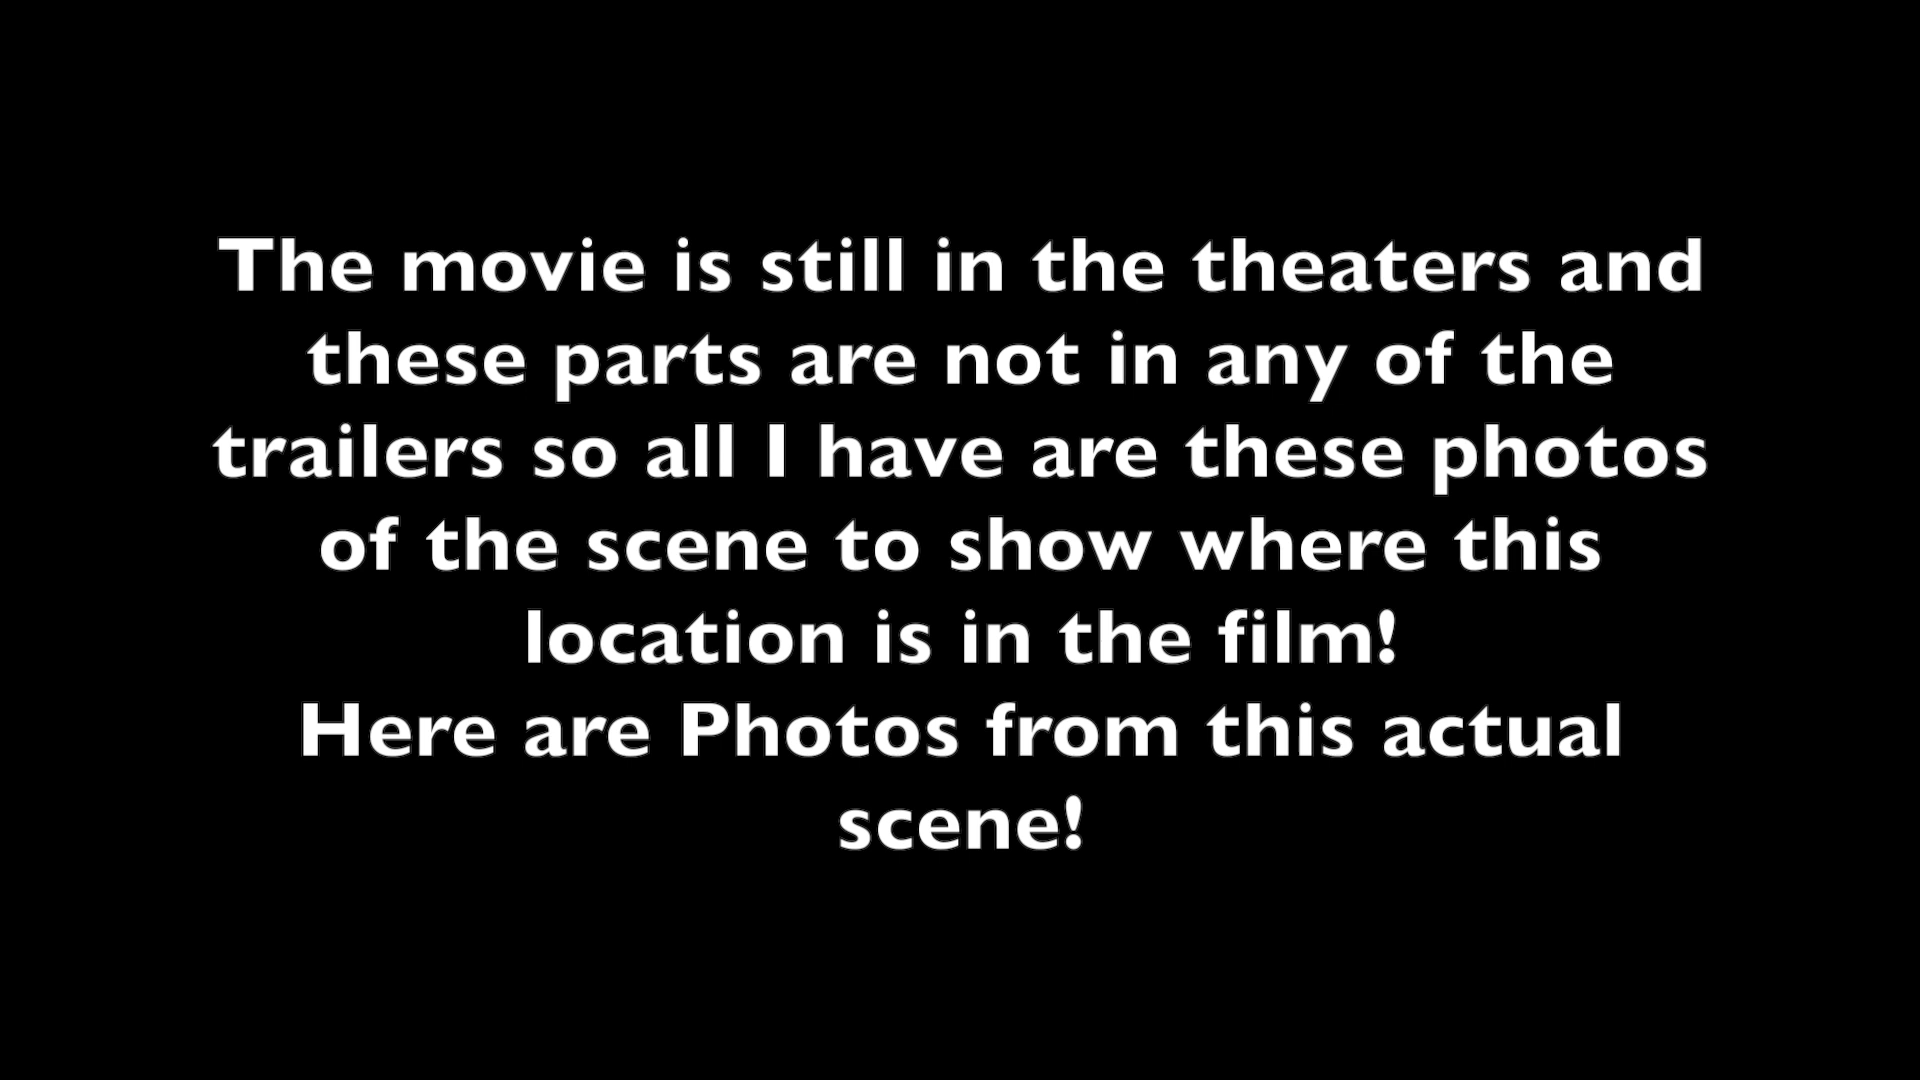 The movie is still in the theaters and
these parts are not in any of the
trailers so all I have are these photos
of the scene to show where this
location is in the film!
Here are Photos from this actual
scene!